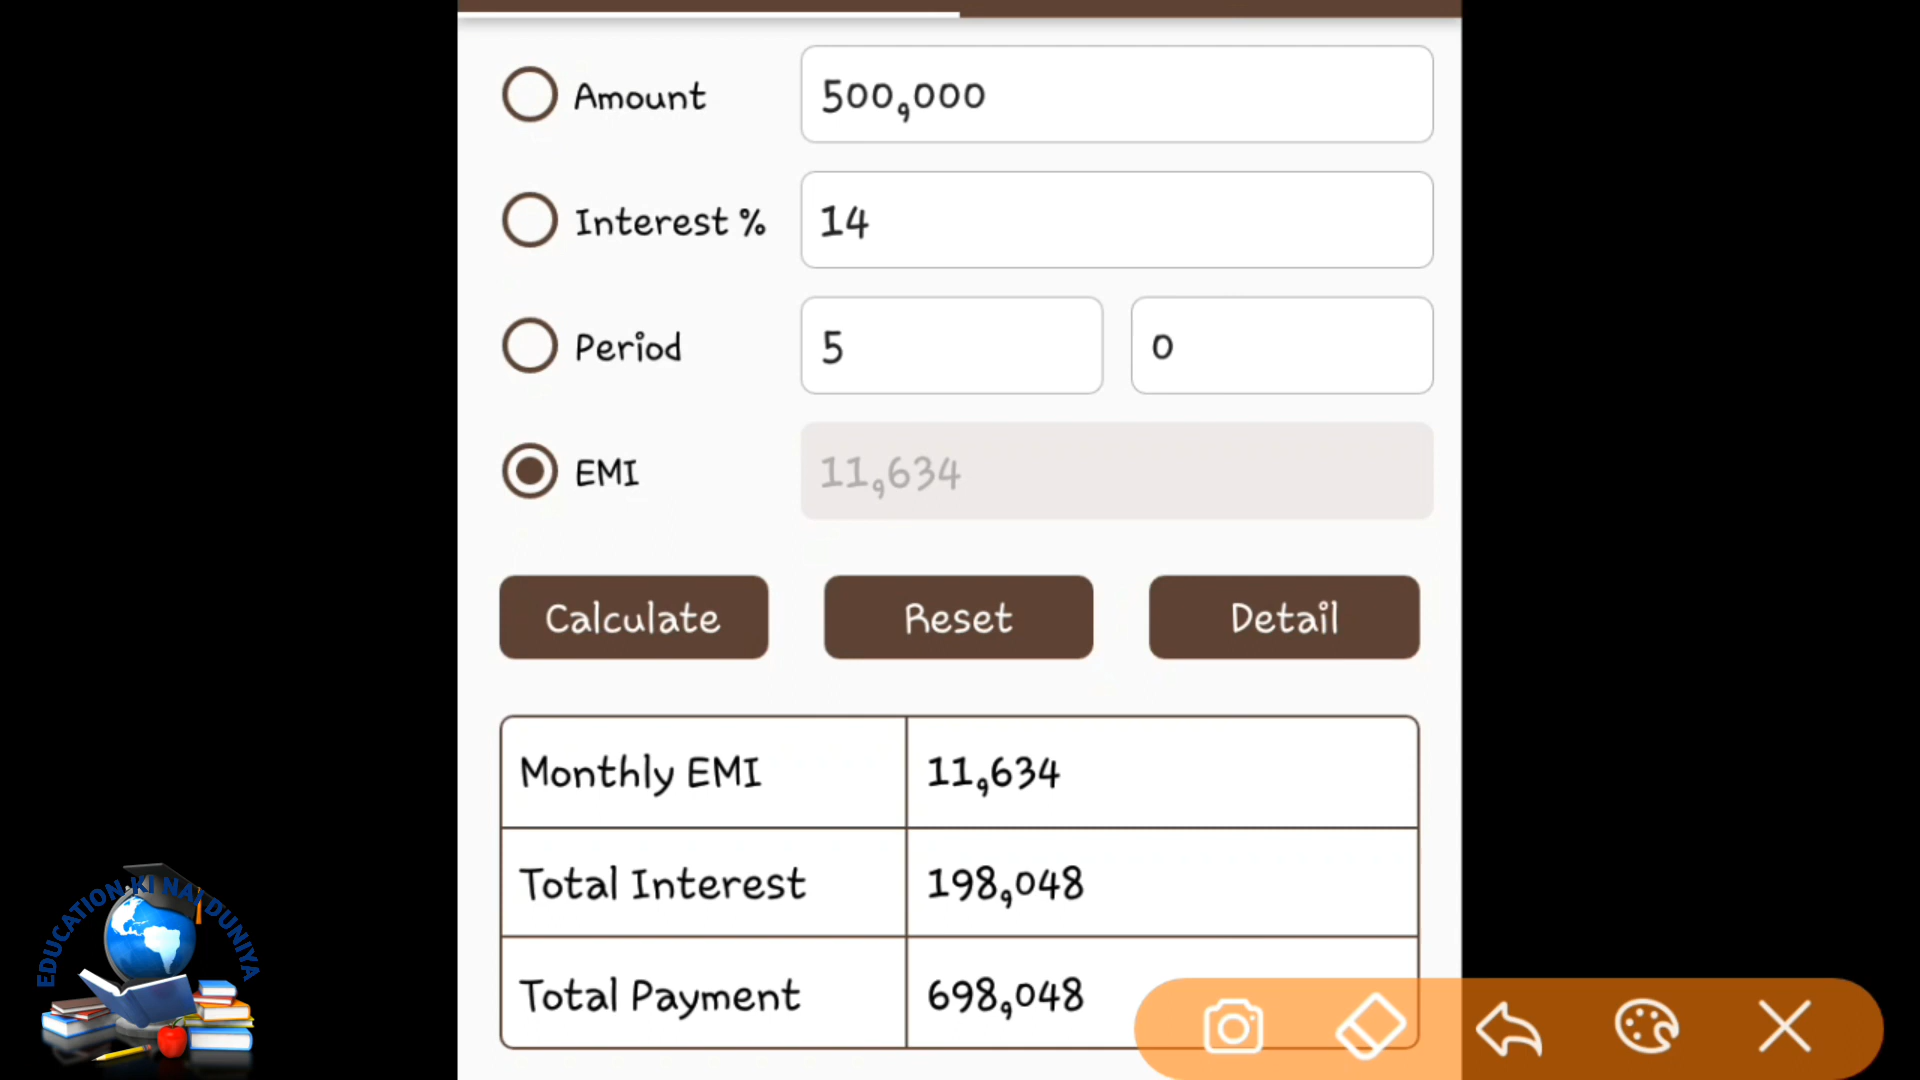 Amount 500,000
Interest % 14
Period 5 0
EMI 11,634
Calculate Reset Detail
Monthly EMI 11,634
Total Interest 198,048
Total Payment 698,048
EDUCATION KI NAI DUNIYA